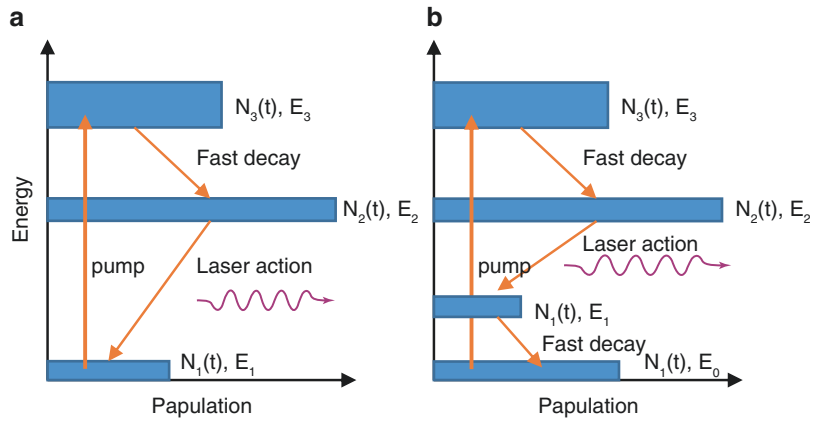 a
N₃(t), E₃
Fast decay
N₂(t), E₂
Energy
pump
Laser action
N₁(t), E₁
Papulation
b
N₃(t), E₃
Fast decay
N₂(t), E₂
Laser action
pump
N₁(t), E₁
Fast decay
N₁(t), E₀
Papulation